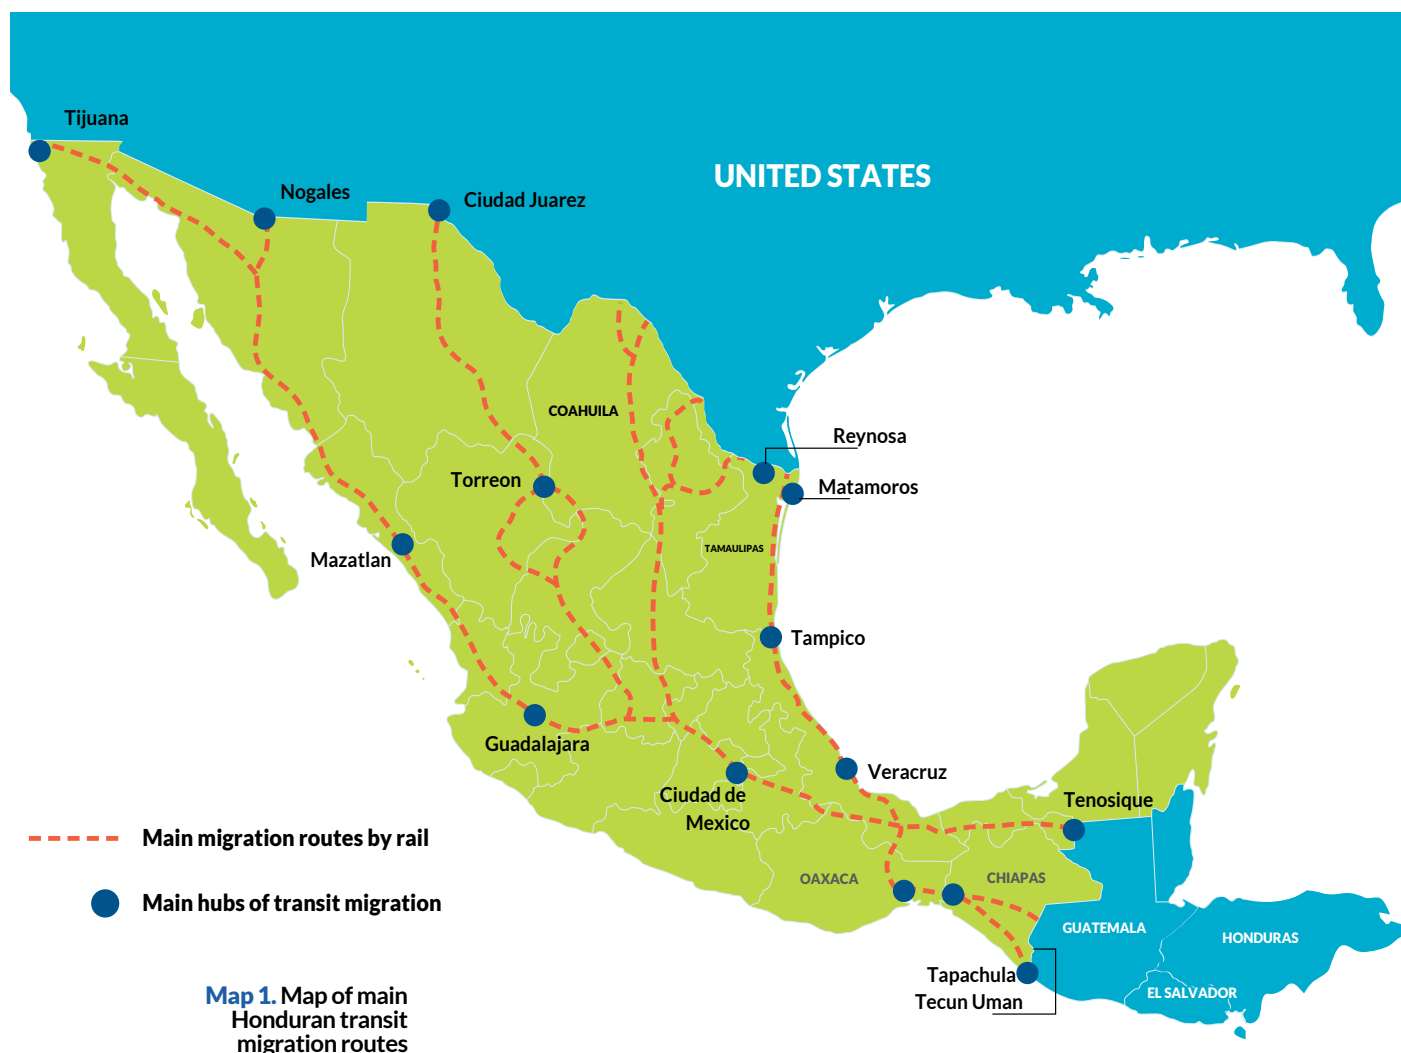 Tijuana
UNITED STATES
Nogales
Ciudad Juarez
COAHUILA
Reynosa
Torreon
Matamoros
TAMAULIPAS
Mazatlan
Tampico
Guadalajara
Veracruz
Ciudad de
Mexico
Tenosique
Main migration routes by rail
OAXACA
CHIAPAS
Main hubs of transit migration
GUATEMALA
HONDURAS
Tapachula
Tecun Uman
EL SALVADOR
Map 1. Map of main
Honduran transit
migration routes